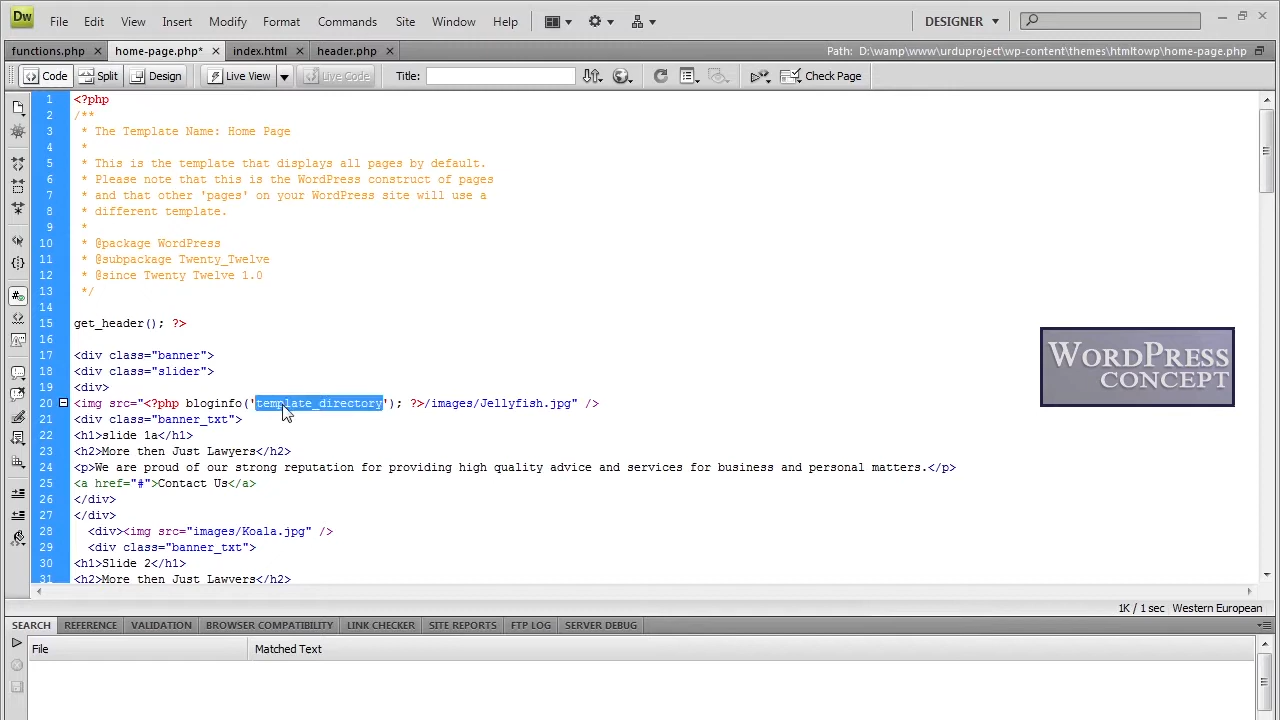 Dw File Edit View Insert Modify Format Commands Site Window Help DESIGNER
functions.php home-page.php* index.html header.php Path: D:\wamp\www\urduproject\wp-content\themes\htmltowp\home-page.php
Code Split Design Live View Live Code Title: Check Page
1 <?php
2 /**
3 * The Template Name: Home Page
4 *
5 * This is the template that displays all pages by default.
6 * Please note that this is the WordPress construct of pages
7 * and that other 'pages' on your WordPress site will use a
8 * different template.
9 *
10 * @package WordPress
11 * @subpackage Twenty_Twelve
12 * @since Twenty Twelve 1.0
13 */
14
15 get_header(); ?>
16
17 <div class="banner">
18 <div class="slider">
19 <div>
20 <img src="<?php bloginfo('template_directory'); ?>/images/Jellyfish.jpg" />
21 <div class="banner_txt">
22 <h1>slide 1a</h1>
23 <h2>More then Just Lawyers</h2>
24 <p>We are proud of our strong reputation for providing high quality advice and services for business and personal matters.</p>
25 <a href="#">Contact Us</a>
26 </div>
27 </div>
28 <div><img src="images/Koala.jpg" />
29 <div class="banner_txt">
30 <h1>Slide 2</h1>
31 <h2>More then Just Lawyers</h2>
WORDPRESS
CONCEPT
1K / 1 sec Western European
SEARCH REFERENCE VALIDATION BROWSER COMPATIBILITY LINK CHECKER SITE REPORTS FTP LOG SERVER DEBUG
File Matched Text